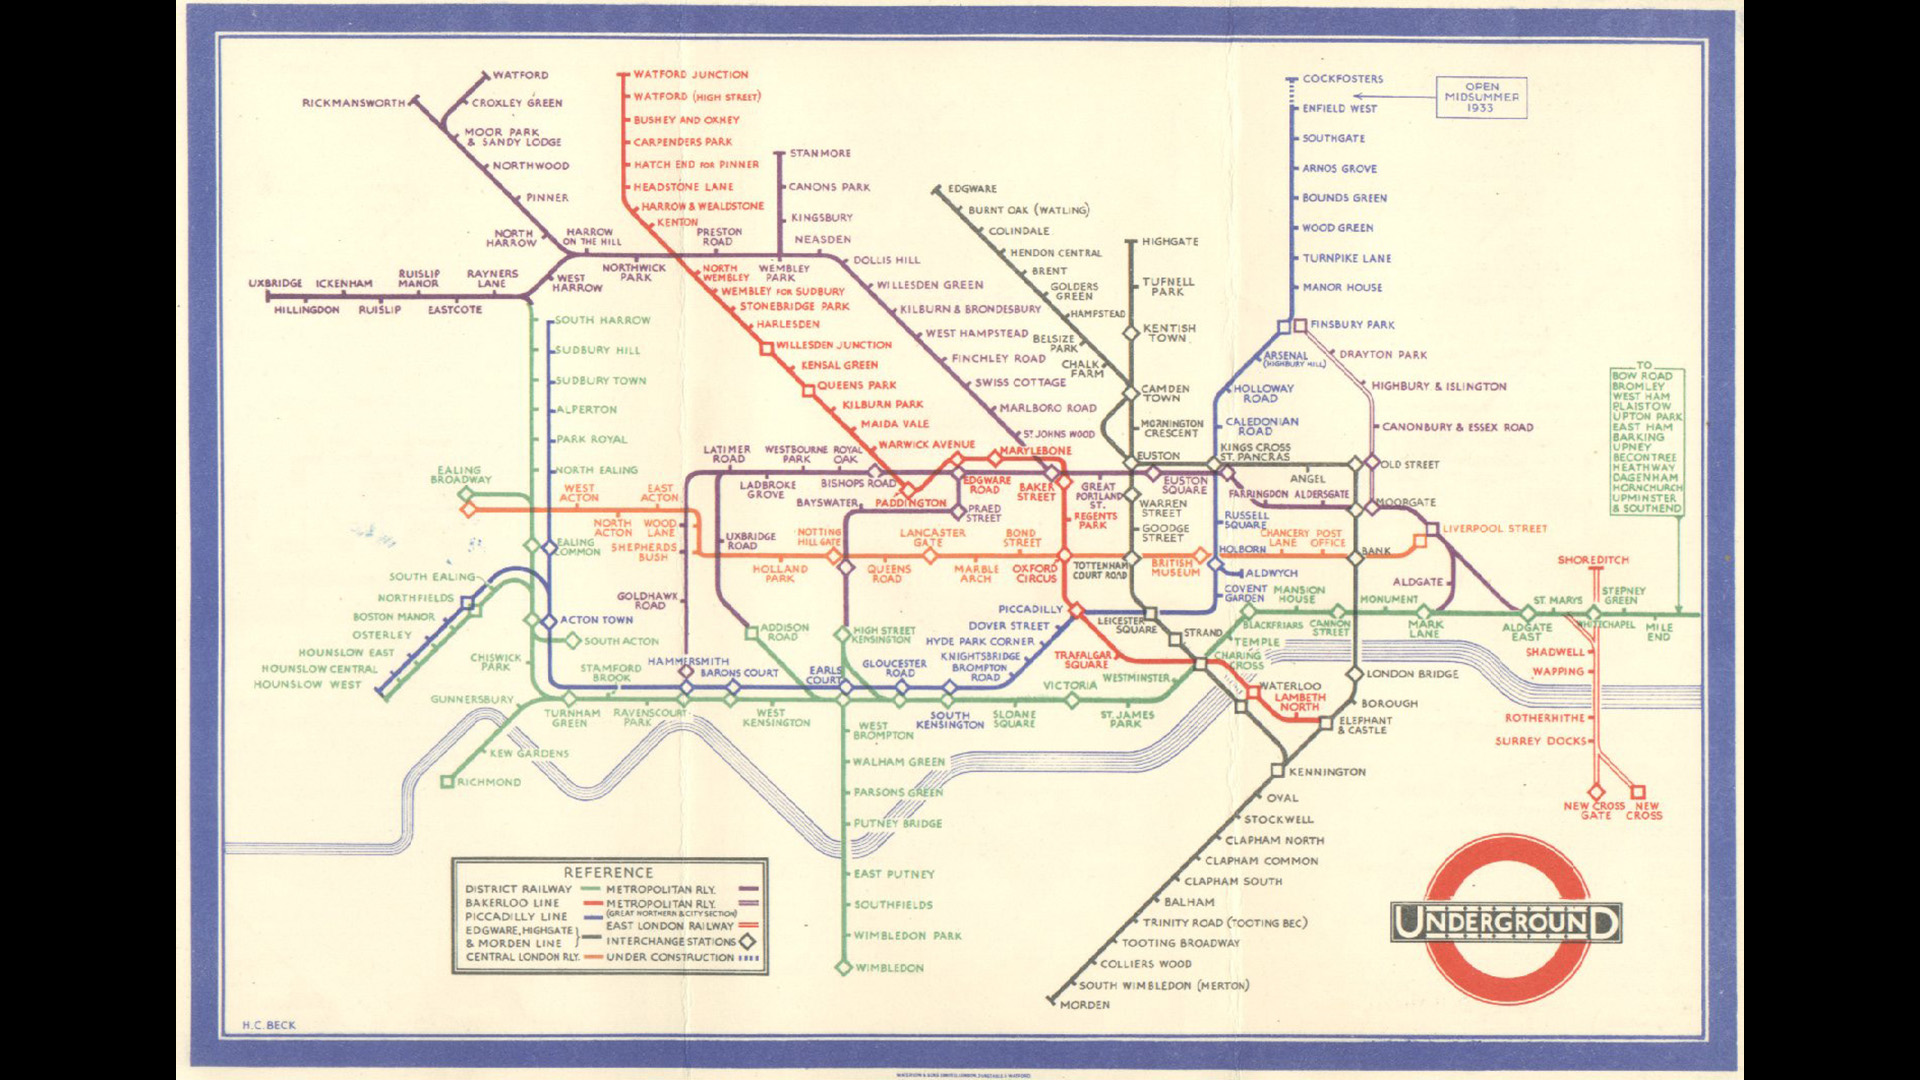 WATFORD
RICKMANSWORTH
CROXLEY GREEN
MOOR PARK
& SANDY LODGE
NORTHWOOD
PINNER
NORTH
HARROW
HARROW
ON THE HILL
NORTHWICK
PARK
PRESTON
ROAD
WEMBLEY
PARK
NEASDEN
STANMORE
CANONS PARK
KINGSBURY
DOLLIS HILL
WILLESDEN GREEN
KILBURN & BRONDESBURY
WEST HAMPSTEAD
FINCHLEY ROAD
SWISS COTTAGE
MARLBORO ROAD
ST JOHNS WOOD
UXBRIDGE
HILLINGDON
ICKENHAM
RUISLIP
RUISLIP
MANOR
EASTCOTE
RAYNERS
LANE
WEST
HARROW
WATFORD JUNCTION
WATFORD (HIGH STREET)
BUSHEY AND OXHEY
CARPENDERS PARK
HATCH END FOR PINNER
HEADSTONE LANE
HARROW & WEALDSTONE
KENTON
NORTH
WEMBLEY
WEMBLEY FOR SUDBURY
STONEBRIDGE PARK
HARLESDEN
WILLESDEN JUNCTION
KENSAL GREEN
QUEENS PARK
KILBURN PARK
MAIDA VALE
WARWICK AVENUE
PADDINGTON
EDGWARE
ROAD
MARYLEBONE
BAKER
STREET
REGENTS
PARK
OXFORD
CIRCUS
PICCADILLY
TRAFALGAR
SQUARE
CHARING
CROSS
WATERLOO
LAMBETH
NORTH
ELEPHANT
& CASTLE
EDGWARE
BURNT OAK (WATLING)
COLINDALE
HENDON CENTRAL
BRENT
GOLDERS
GREEN
HAMPSTEAD
BELSIZE
PARK
CHALK
FARM
HIGHGATE
TUFNELL
PARK
KENTISH
TOWN
CAMDEN
TOWN
MORNINGTON
CRESCENT
EUSTON
WARREN
STREET
GOODGE
STREET
TOTTENHAM
COURT ROAD
LEICESTER
SQUARE
STRAND
COCKFOSTERS
OPEN
MIDSUMMER
1933
ENFIELD WEST
SOUTHGATE
ARNOS GROVE
BOUNDS GREEN
WOOD GREEN
TURNPIKE LANE
MANOR HOUSE
FINSBURY PARK
ARSENAL
(HIGHBURY HILL)
HOLLOWAY
ROAD
CALEDONIAN
ROAD
KINGS CROSS
ST. PANCRAS
RUSSELL
SQUARE
HOLBORN
ALDWYCH
COVENT
GARDEN
DRAYTON PARK
HIGHBURY & ISLINGTON
CANONBURY & ESSEX ROAD
OLD STREET
ANGEL
MOORGATE
BANK
LONDON BRIDGE
BOROUGH
TO
BOW ROAD
BROMLEY
WEST HAM
PLAISTOW
UPTON PARK
EAST HAM
BARKING
UPNEY
BECONTREE
HEATHWAY
DAGENHAM
HORNCHURCH
UPMINSTER
& SOUTHEND
SOUTH HARROW
SUDBURY HILL
SUDBURY TOWN
ALPERTON
PARK ROYAL
NORTH EALING
EALING
BROADWAY
EALING
COMMON
WEST
ACTON
NORTH
ACTON
EAST
ACTON
WOOD
LANE
SHEPHERDS
BUSH
HOLLAND
PARK
NOTTING
HILL GATE
QUEENS
ROAD
LANCASTER
GATE
MARBLE
ARCH
BOND
STREET
BRITISH
MUSEUM
CHANCERY
LANE
POST
OFFICE
LIVERPOOL STREET
LATIMER
ROAD
LADBROKE
GROVE
WESTBOURNE
PARK
ROYAL
OAK
BISHOPS ROAD
BAYSWATER
PRAED
STREET
GREAT
PORTLAND
ST.
EUSTON
SQUARE
FARRINGDON
ALDERSGATE
UXBRIDGE
ROAD
GOLDHAWK
ROAD
HAMMERSMITH
ADDISON
ROAD
HIGH STREET
KENSINGTON
ALDGATE
SOUTH EALING
NORTHFIELDS
BOSTON MANOR
OSTERLEY
HOUNSLOW EAST
HOUNSLOW CENTRAL
HOUNSLOW WEST
ACTON TOWN
SOUTH ACTON
CHISWICK
PARK
GUNNERSBURY
KEW GARDENS
RICHMOND
TURNHAM
GREEN
STAMFORD
BROOK
RAVENSCOURT
PARK
BARONS COURT
WEST
KENSINGTON
EARLS
COURT
GLOUCESTER
ROAD
SOUTH
KENSINGTON
DOVER STREET
HYDE PARK CORNER
KNIGHTSBRIDGE
BROMPTON
ROAD
SLOANE
SQUARE
VICTORIA
ST. JAMES
PARK
WESTMINSTER
TEMPLE
BLACKFRIARS
MANSION
HOUSE
CANNON
STREET
MONUMENT
MARK
LANE
ALDGATE
EAST
ST. MARYS
WHITECHAPEL
STEPNEY
GREEN
MILE
END
SHOREDITCH
SHADWELL
WAPPING
ROTHERHITHE
SURREY DOCKS
NEW CROSS
GATE
NEW
CROSS
WEST
BROMPTON
WALHAM GREEN
PARSONS GREEN
PUTNEY BRIDGE
EAST PUTNEY
SOUTHFIELDS
WIMBLEDON PARK
WIMBLEDON
KENNINGTON
OVAL
STOCKWELL
CLAPHAM NORTH
CLAPHAM COMMON
CLAPHAM SOUTH
BALHAM
TRINITY ROAD (TOOTING BEC)
TOOTING BROADWAY
COLLIERS WOOD
SOUTH WIMBLEDON (MERTON)
MORDEN
REFERENCE
DISTRICT RAILWAY
BAKERLOO LINE
PICCADILLY LINE
EDGWARE, HIGHGATE
& MORDEN LINE
CENTRAL LONDON RLY.
METROPOLITAN RLY.
METROPOLITAN RLY.
(GREAT NORTHERN & CITY SECTION)
EAST LONDON RAILWAY
INTERCHANGE STATIONS
UNDER CONSTRUCTION
UNDERGROUND
H.C. BECK